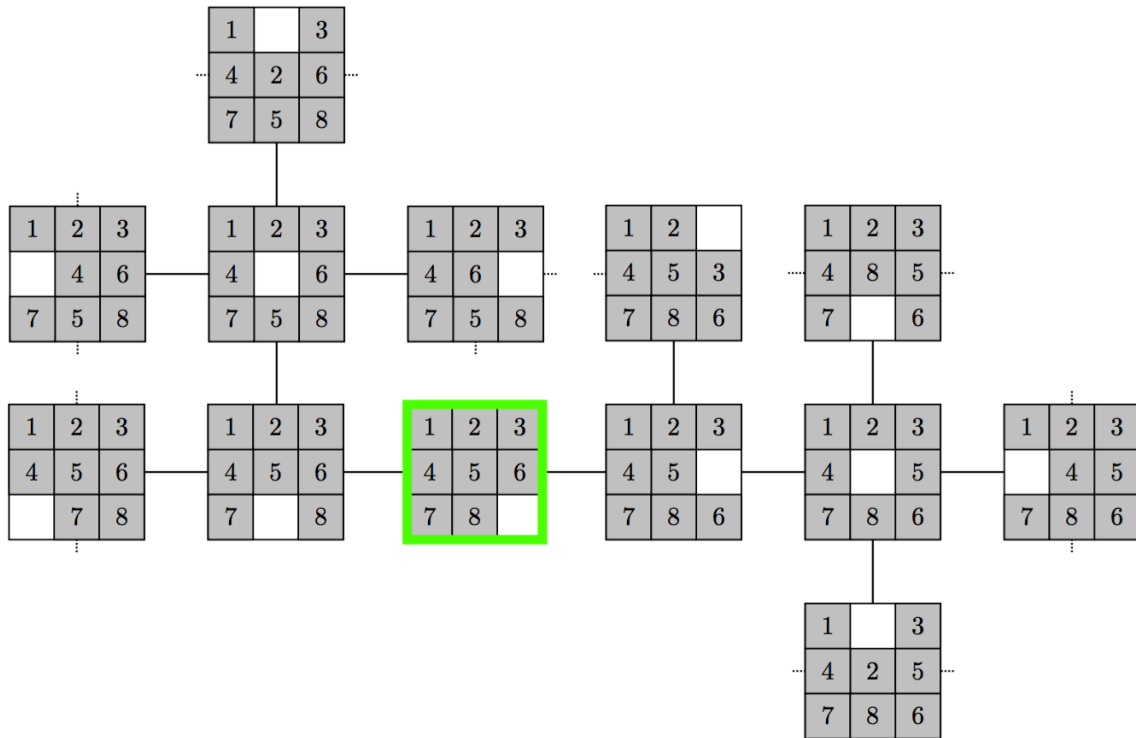 1 3
4 2 6
7 5 8
1 2 3 1 2 3 1 2 3 1 2 1 2 3
4 6 4 6 4 6 4 5 3 4 8 5
7 5 8 7 5 8 7 5 8 7 8 6 7 6
1 2 3 1 2 3 1 2 3 1 2 3 1 2 3 1 2 3
4 5 6 4 5 6 4 5 6 4 5 4 5 4 5
7 8 7 8 7 8 7 8 6 7 8 6 7 8 6
1 3
4 2 5
7 8 6